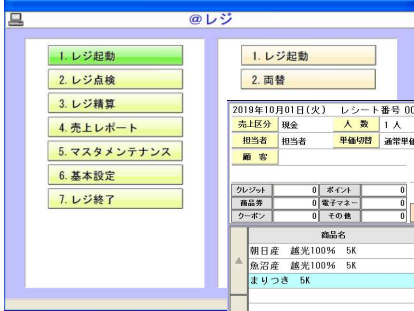 @レジ
1. レジ起動
2. レジ点検
3. レジ精算
4. 売上レポート
5. マスタメンテナンス
6. 基本設定
7. レジ終了
1. レジ起動
2. 両替
2019年10月01日(火) レシート番号 00
売上区分 現金 人 数 1 人
担当者 担当者 単価切替 通常単価
顧 客
クレジット 0 ポイント 0
商品券 0 電子マネー 0
クーポン 0 その他 0
商品名
朝日産 越光100% 5K
魚沼産 越光100% 5K
まりつき 5K